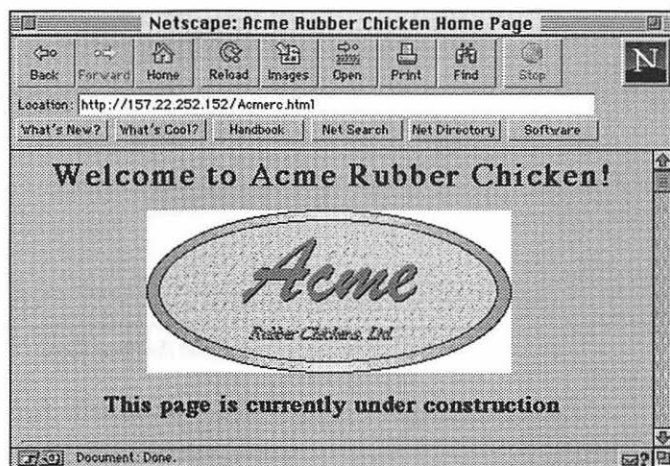 Netscape: Acme Rubber Chicken Home Page
Back Forward Home Reload Images Open Print Find Stop
N
Location: http://157.22.252.152/Acmerc.html
What's New? What's Cool? Handbook Net Search Net Directory Software
Welcome to Acme Rubber Chicken!
Acme
Rubber Chickens, Ltd.
This page is currently under construction
Document: Done.
?